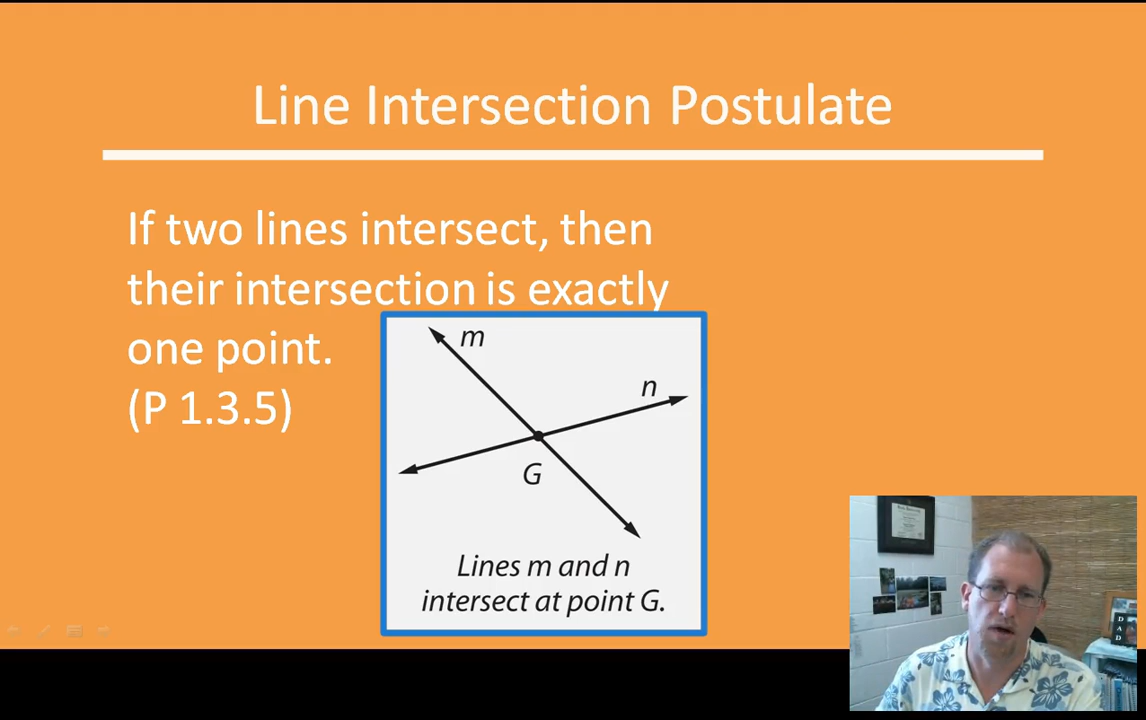 Line Intersection Postulate
If two lines intersect, then
their intersection is exactly
one point.
(P 1.3.5)
m
n
G
Lines m and n
intersect at point G.
DAD